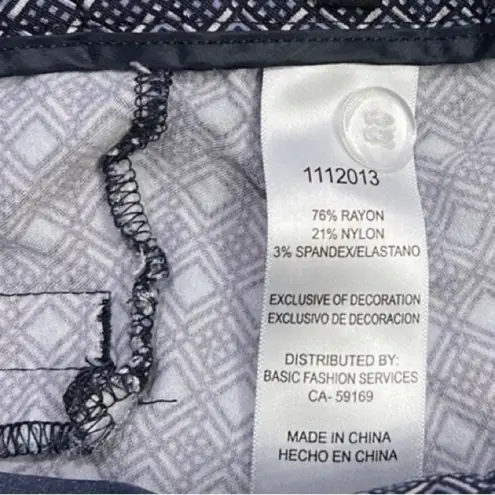 1112013
76% RAYON
21% NYLON
3% SPANDEX/ELASTANO
EXCLUSIVE OF DECORATION
EXCLUSIVO DE DECORACION
DISTRIBUTED BY:
BASIC FASHION SERVICES
CA- 59169
MADE IN CHINA
HECHO EN CHINA